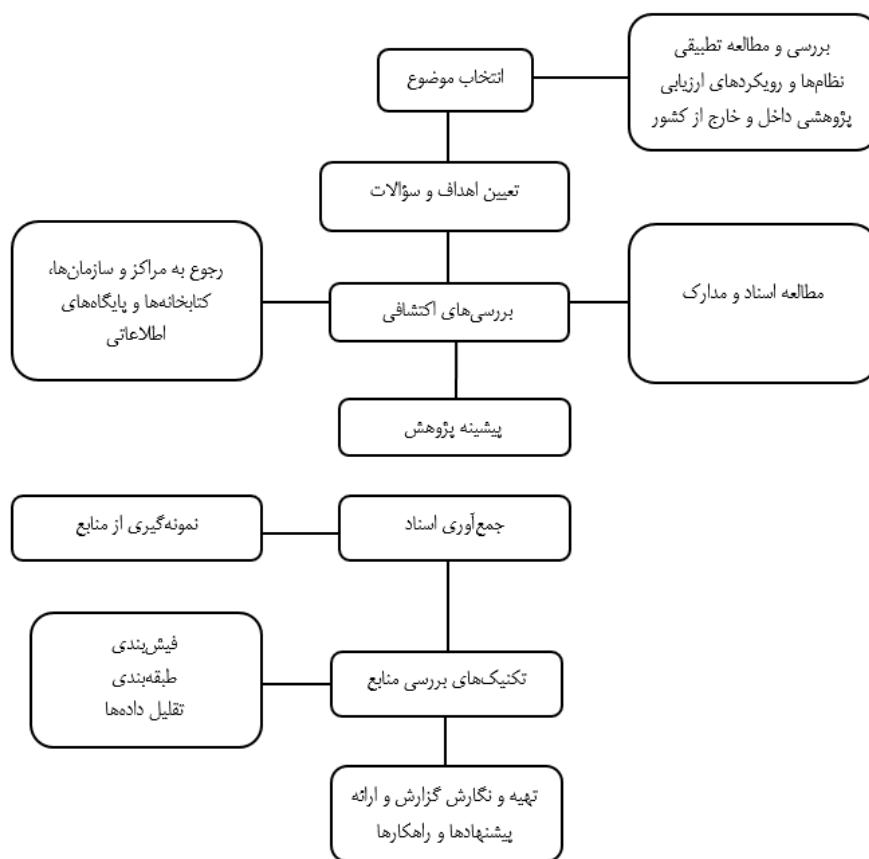 بررسی و مطالعه تطبیقی
نظام‌ها و رویکردهای ارزیابی
پژوهشی داخل و خارج از کشور
انتخاب موضوع
تعیین اهداف و سؤالات
مطالعه اسناد و مدارک
بررسی‌های اکتشافی
رجوع به مراکز و سازمان‌ها،
کتابخانه‌ها و پایگاه‌های
اطلاعاتی
پیشینه پژوهش
جمع‌آوری اسناد
نمونه‌گیری از منابع
تکنیک‌های بررسی منابع
فیش‌بندی
طبقه‌بندی
تقلیل داده‌ها
تهیه و نگارش گزارش و ارائه
پیشنهادها و راهکارها